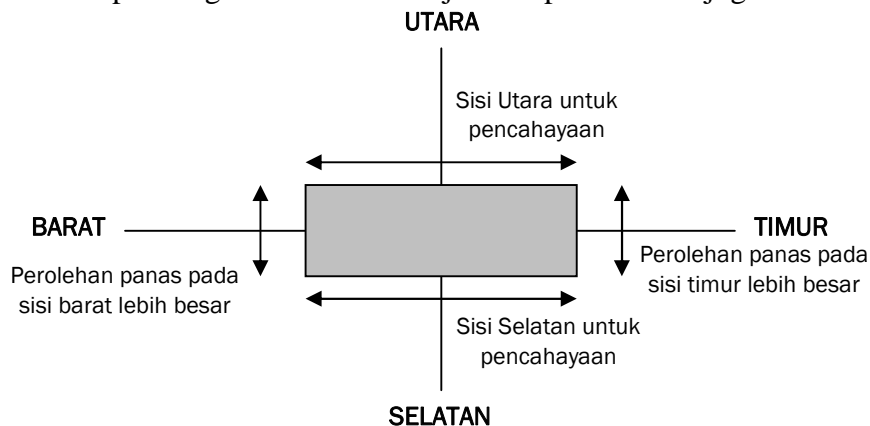 UTARA
Sisi Utara untuk
pencahayaan
BARAT
TIMUR
Perolehan panas pada
sisi barat lebih besar
Perolehan panas pada
sisi timur lebih besar
Sisi Selatan untuk
pencahayaan
SELATAN